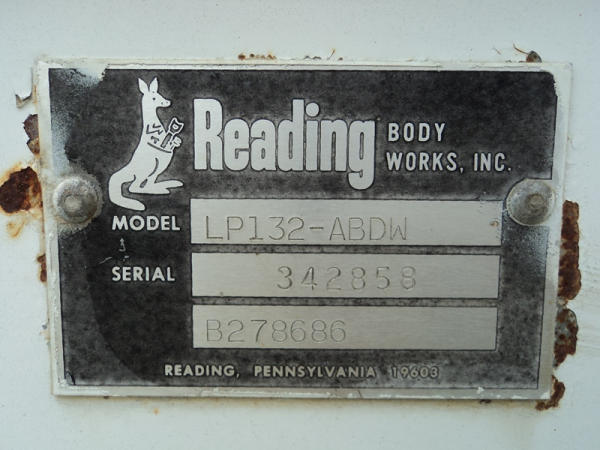 Reading BODY WORKS, INC.
MODEL LP132-ABDW
SERIAL 342858
B278686
READING, PENNSYLVANIA 19603